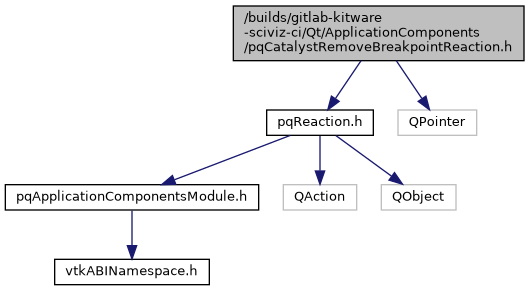 /builds/gitlab-kitware
-sciviz-ci/Qt/ApplicationComponents
/pqCatalystRemoveBreakpointReaction.h
pqReaction.h
QPointer
pqApplicationComponentsModule.h
QAction
QObject
vtkABINamespace.h